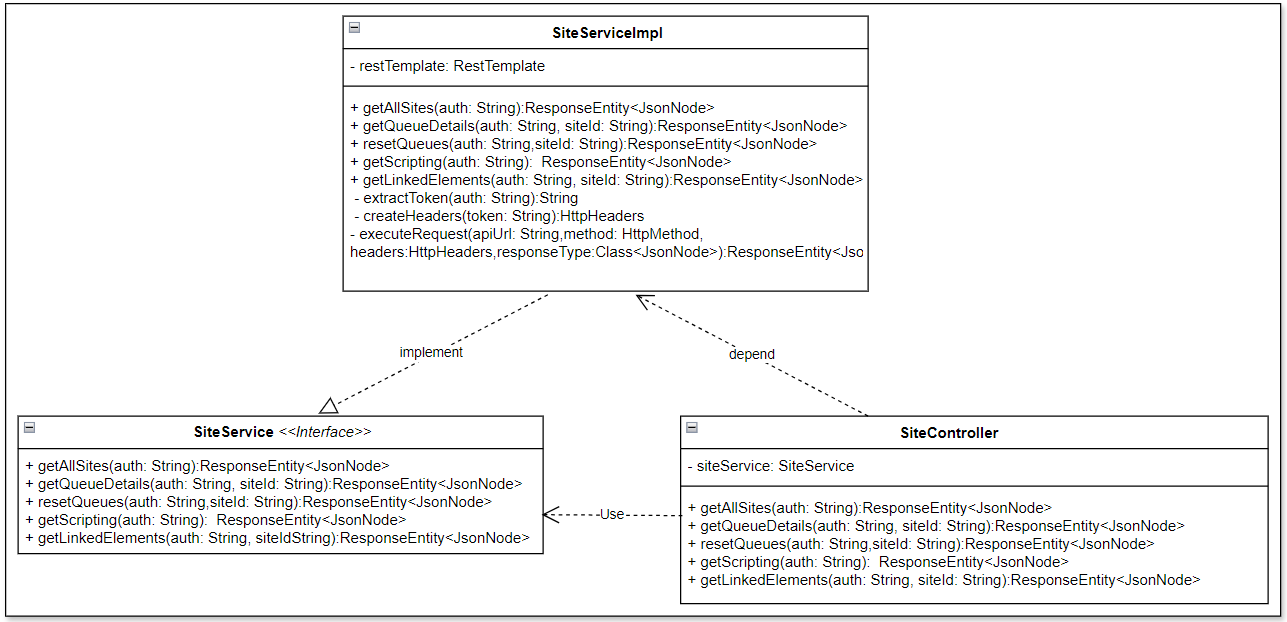 SiteServiceImpl
- restTemplate: RestTemplate
+ getAllSites(auth: String):ResponseEntity<JsonNode>
+ getQueueDetails(auth: String, siteId: String):ResponseEntity<JsonNode>
+ resetQueues(auth: String,siteId: String):ResponseEntity<JsonNode>
+ getScripting(auth: String):  ResponseEntity<JsonNode>
+ getLinkedElements(auth: String, siteId: String):ResponseEntity<JsonNode>
- extractToken(auth: String):String
- createHeaders(token: String):HttpHeaders
- executeRequest(apiUrl: String,method: HttpMethod,
headers:HttpHeaders,responseType:Class<JsonNode>):ResponseEntity<Jso
implement
depend
SiteService <<Interface>>
+ getAllSites(auth: String):ResponseEntity<JsonNode>
+ getQueueDetails(auth: String, siteId: String):ResponseEntity<JsonNode>
+ resetQueues(auth: String,siteId: String):ResponseEntity<JsonNode>
+ getScripting(auth: String):  ResponseEntity<JsonNode>
+ getLinkedElements(auth: String, siteIdString):ResponseEntity<JsonNode>
Use
SiteController
- siteService: SiteService
+ getAllSites(auth: String):ResponseEntity<JsonNode>
+ getQueueDetails(auth: String, siteId: String):ResponseEntity<JsonNode>
+ resetQueues(auth: String,siteId: String):ResponseEntity<JsonNode>
+ getScripting(auth: String):  ResponseEntity<JsonNode>
+ getLinkedElements(auth: String, siteId: String):ResponseEntity<JsonNode>